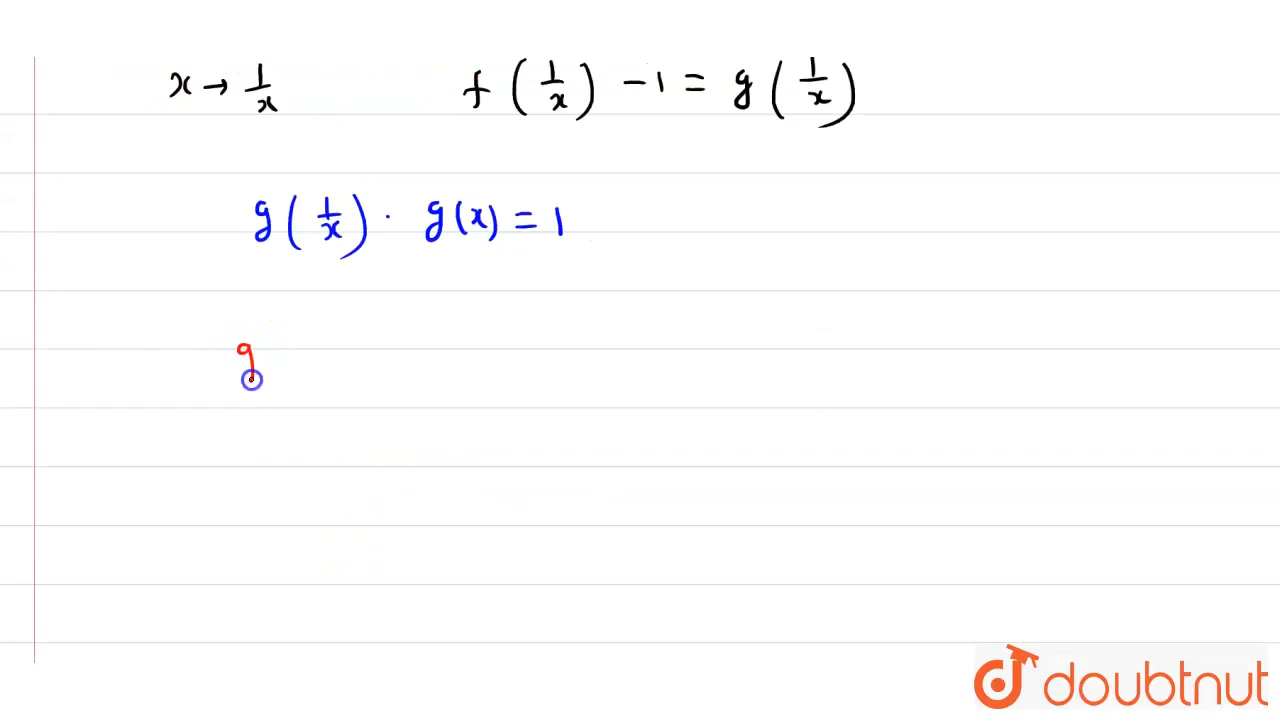 x → 1/x f(1/x) - 1 = g(1/x)
g(1/x) · g(x) = 1
g
doubtnut